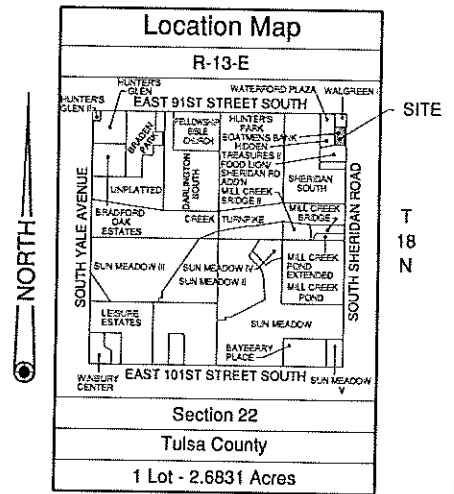 Location Map
R-13-E
HUNTER'S
GLEN
WATERFORD PLAZA
WALGREEN'S
HUNTER'S
GLEN II
EAST 91ST STREET SOUTH
SITE
BRADEN
PARK
FELLOWSHIP
BIBLE
CHURCH
HUNTER'S
PARK
BOATMENS BANK
HIDDEN
TREASURES II
FOOD LION/
SHERIDAN RD
ADD'N
MILL CREEK
BRIDGE II
UNPLATTED
DARLINGTON
SOUTH
SHERIDAN
SOUTH
BRADFORD
OAK
ESTATES
CREEK TURNPIKE
MILL CREEK
BRIDGE
SOUTH YALE AVENUE
SOUTH SHERIDAN ROAD
T
18
N
NORTH
SUN MEADOW III
SUN MEADOW IV
SUN MEADOW II
MILL CREEK
POND
EXTENDED
MILL CREEK
POND
LEISURE
ESTATES
SUN MEADOW
BAYBERRY
PLACE
WINBURY
CENTER
EAST 101ST STREET SOUTH
SUN MEADOW
V
Section 22
Tulsa County
1 Lot - 2.6831 Acres